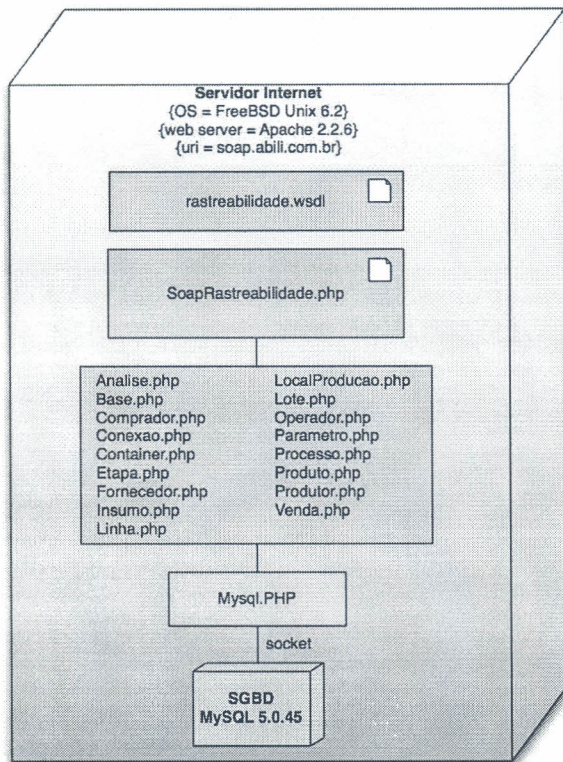 Servidor Internet
{OS = FreeBSD Unix 6.2}
{web server = Apache 2.2.6}
{uri = soap.abili.com.br}
rastreabilidade.wsdl
SoapRastreabilidade.php
Analise.php
Base.php
Comprador.php
Conexao.php
Container.php
Etapa.php
Fornecedor.php
Insumo.php
Linha.php
LocalProducao.php
Lote.php
Operador.php
Parametro.php
Processo.php
Produto.php
Produtor.php
Venda.php
Mysql.PHP
socket
SGBD
MySQL 5.0.45